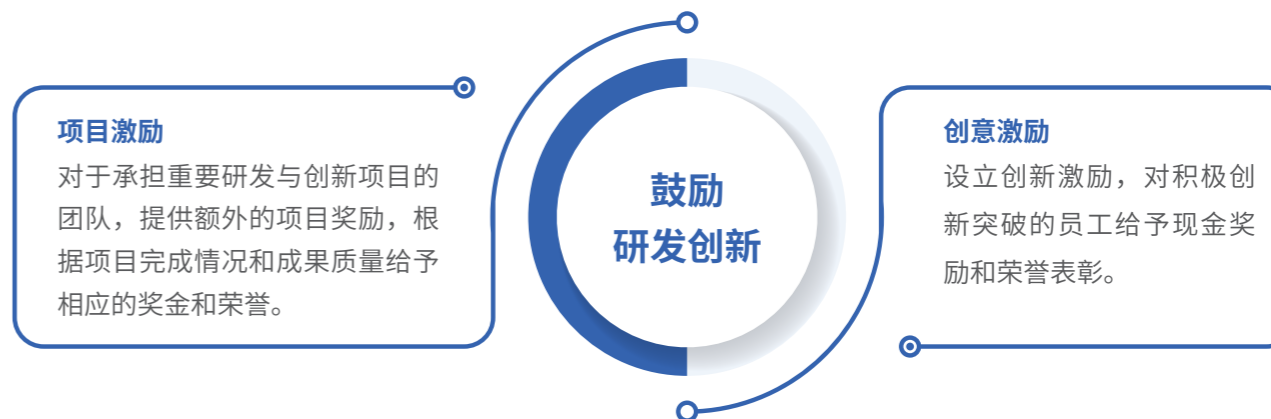 项目激励
对于承担重要研发与创新项目的
团队，提供额外的项目奖励，根
据项目完成情况和成果质量给予
相应的奖金和荣誉。
鼓励
研发创新
创意激励
设立创新激励，对积极创
新突破的员工给予现金奖
励和荣誉表彰。